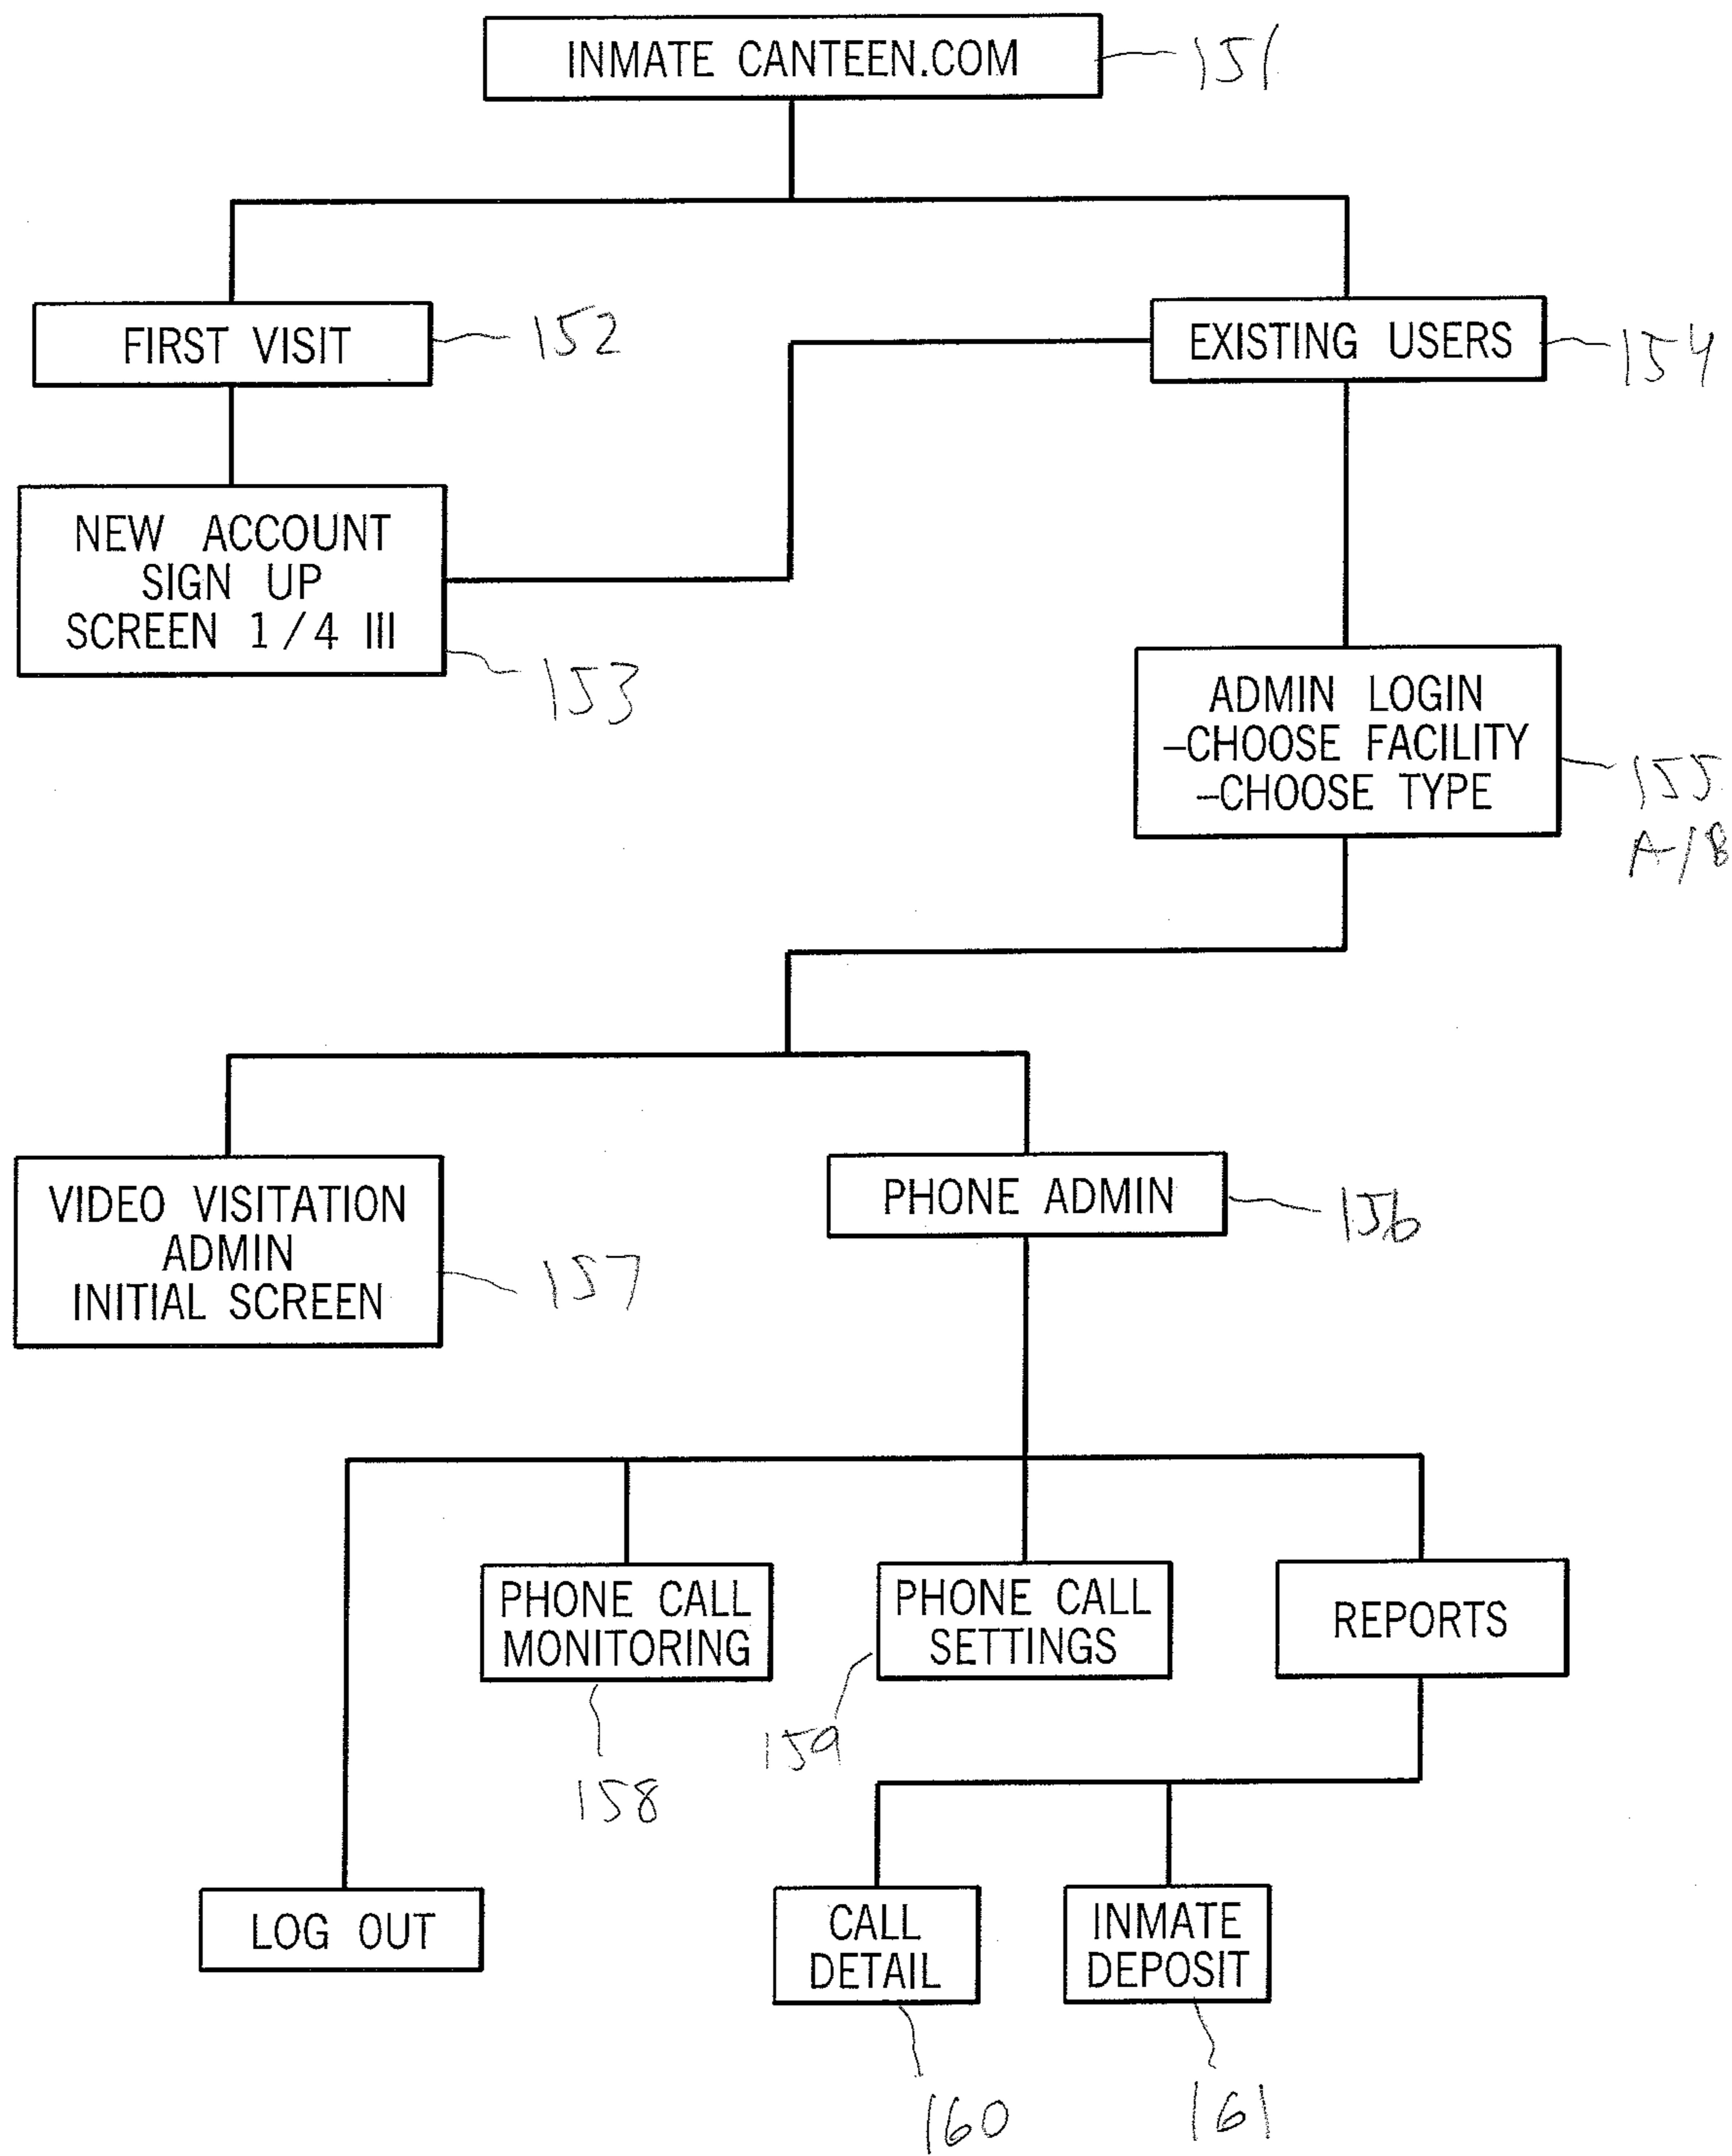 INMATE CANTEEN.COM
151
FIRST VISIT
152
EXISTING USERS
154
NEW ACCOUNT
SIGN UP
SCREEN 1/4 III
153
ADMIN LOGIN
–CHOOSE FACILITY
–CHOOSE TYPE
155
A/B
VIDEO VISITATION
ADMIN
INITIAL SCREEN
157
PHONE ADMIN
156
PHONE CALL
MONITORING
158
PHONE CALL
SETTINGS
159
REPORTS
LOG OUT
CALL
DETAIL
160
INMATE
DEPOSIT
161